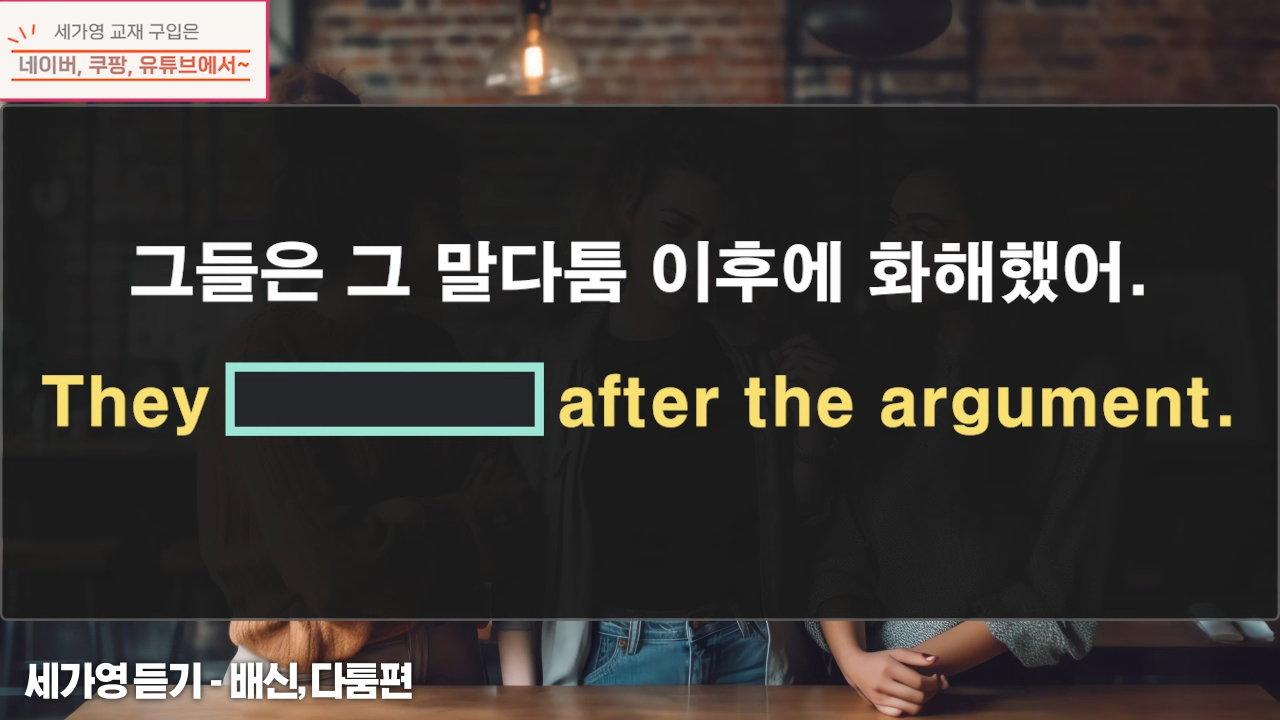 세가영 교재 구입은
네이버, 쿠팡, 유튜브에서~
그들은 그 말다툼 이후에 화해했어.
They after the argument.
세가영 듣기 - 배신, 다툼편